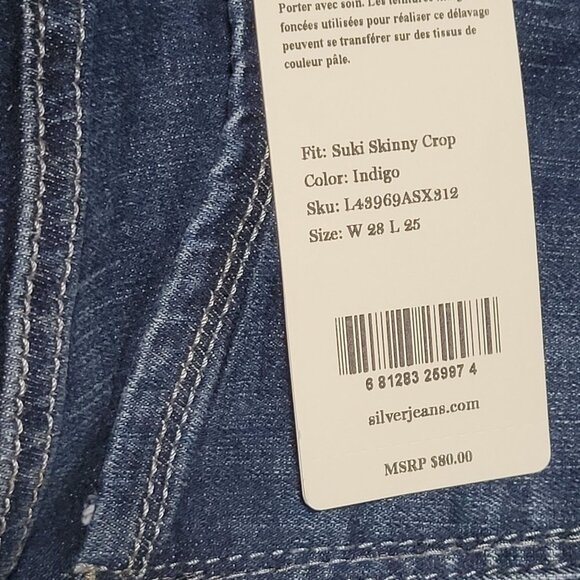 Porter avec soin. Les teintures
foncées utilisées pour réaliser ce délavage
peuvent se transférer sur des tissus de
couleur pâle.
Fit: Suki Skinny Crop
Color: Indigo
Sku: L43969ASX312
Size: W 28 L 25
6 81283 25997 4
silverjeans.com
MSRP $80.00